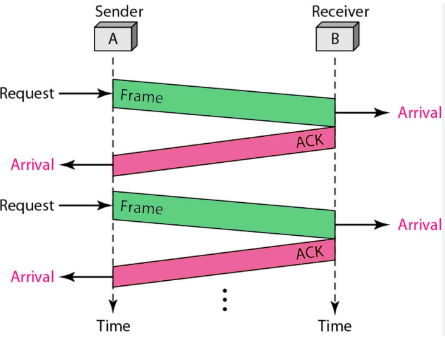 Sender Receiver
A B
Request Frame
Arrival
ACK
Arrival
Request Frame
Arrival
ACK
Arrival
Time Time